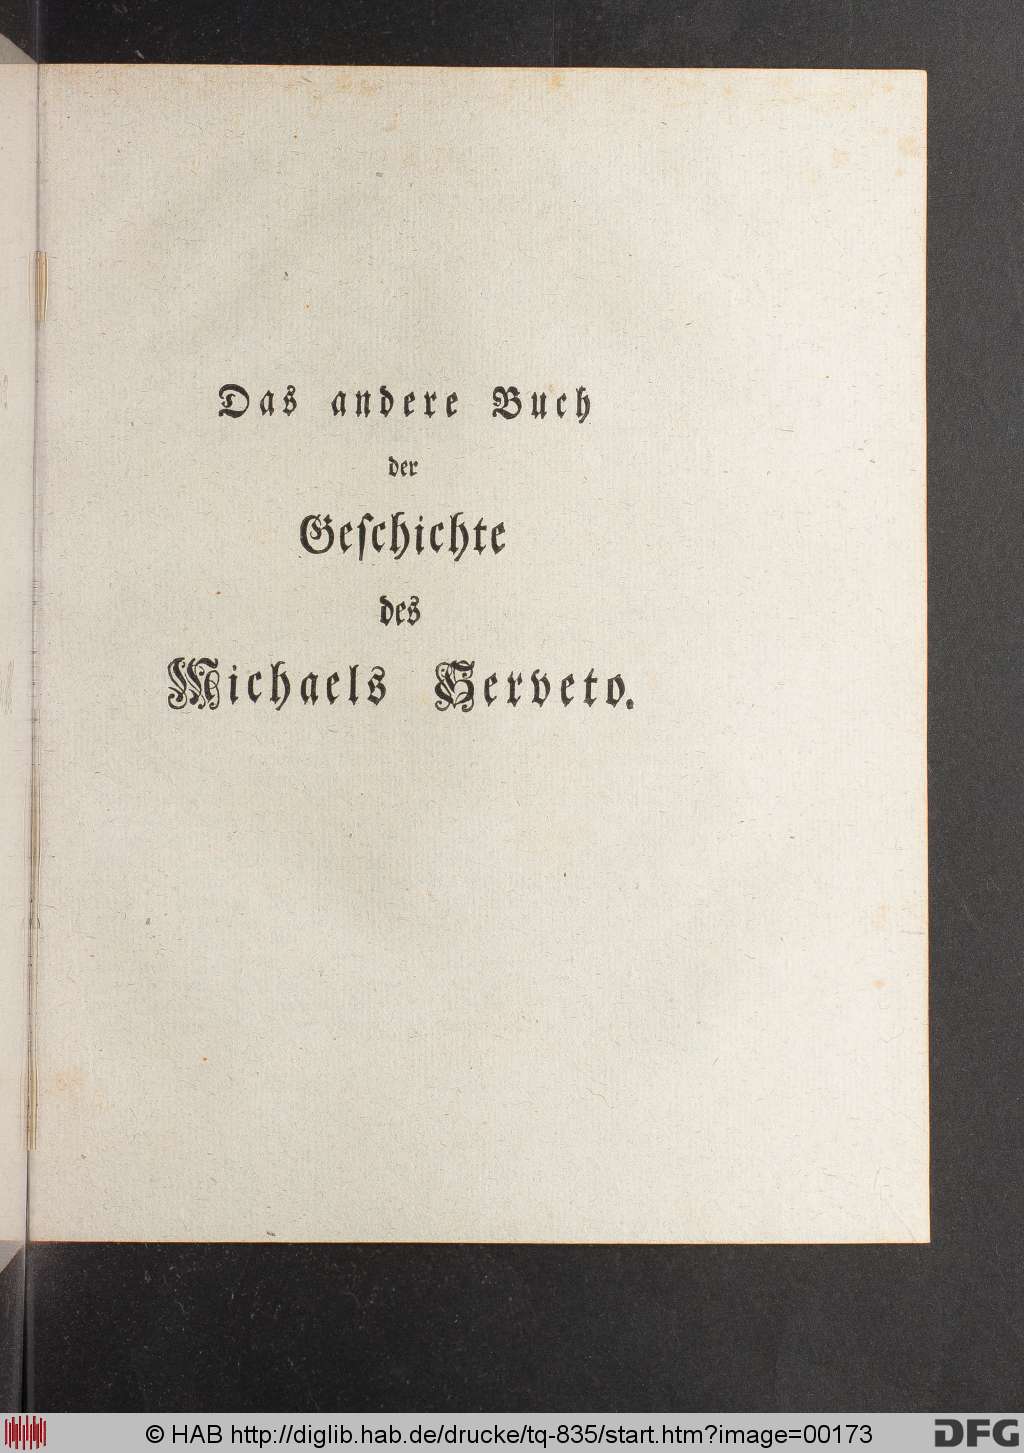 Das andere Buch
der
Geſchichte
des
Michaels Serveto.
© HAB http://diglib.hab.de/drucke/tq-835/start.htm?image=00173
DFG